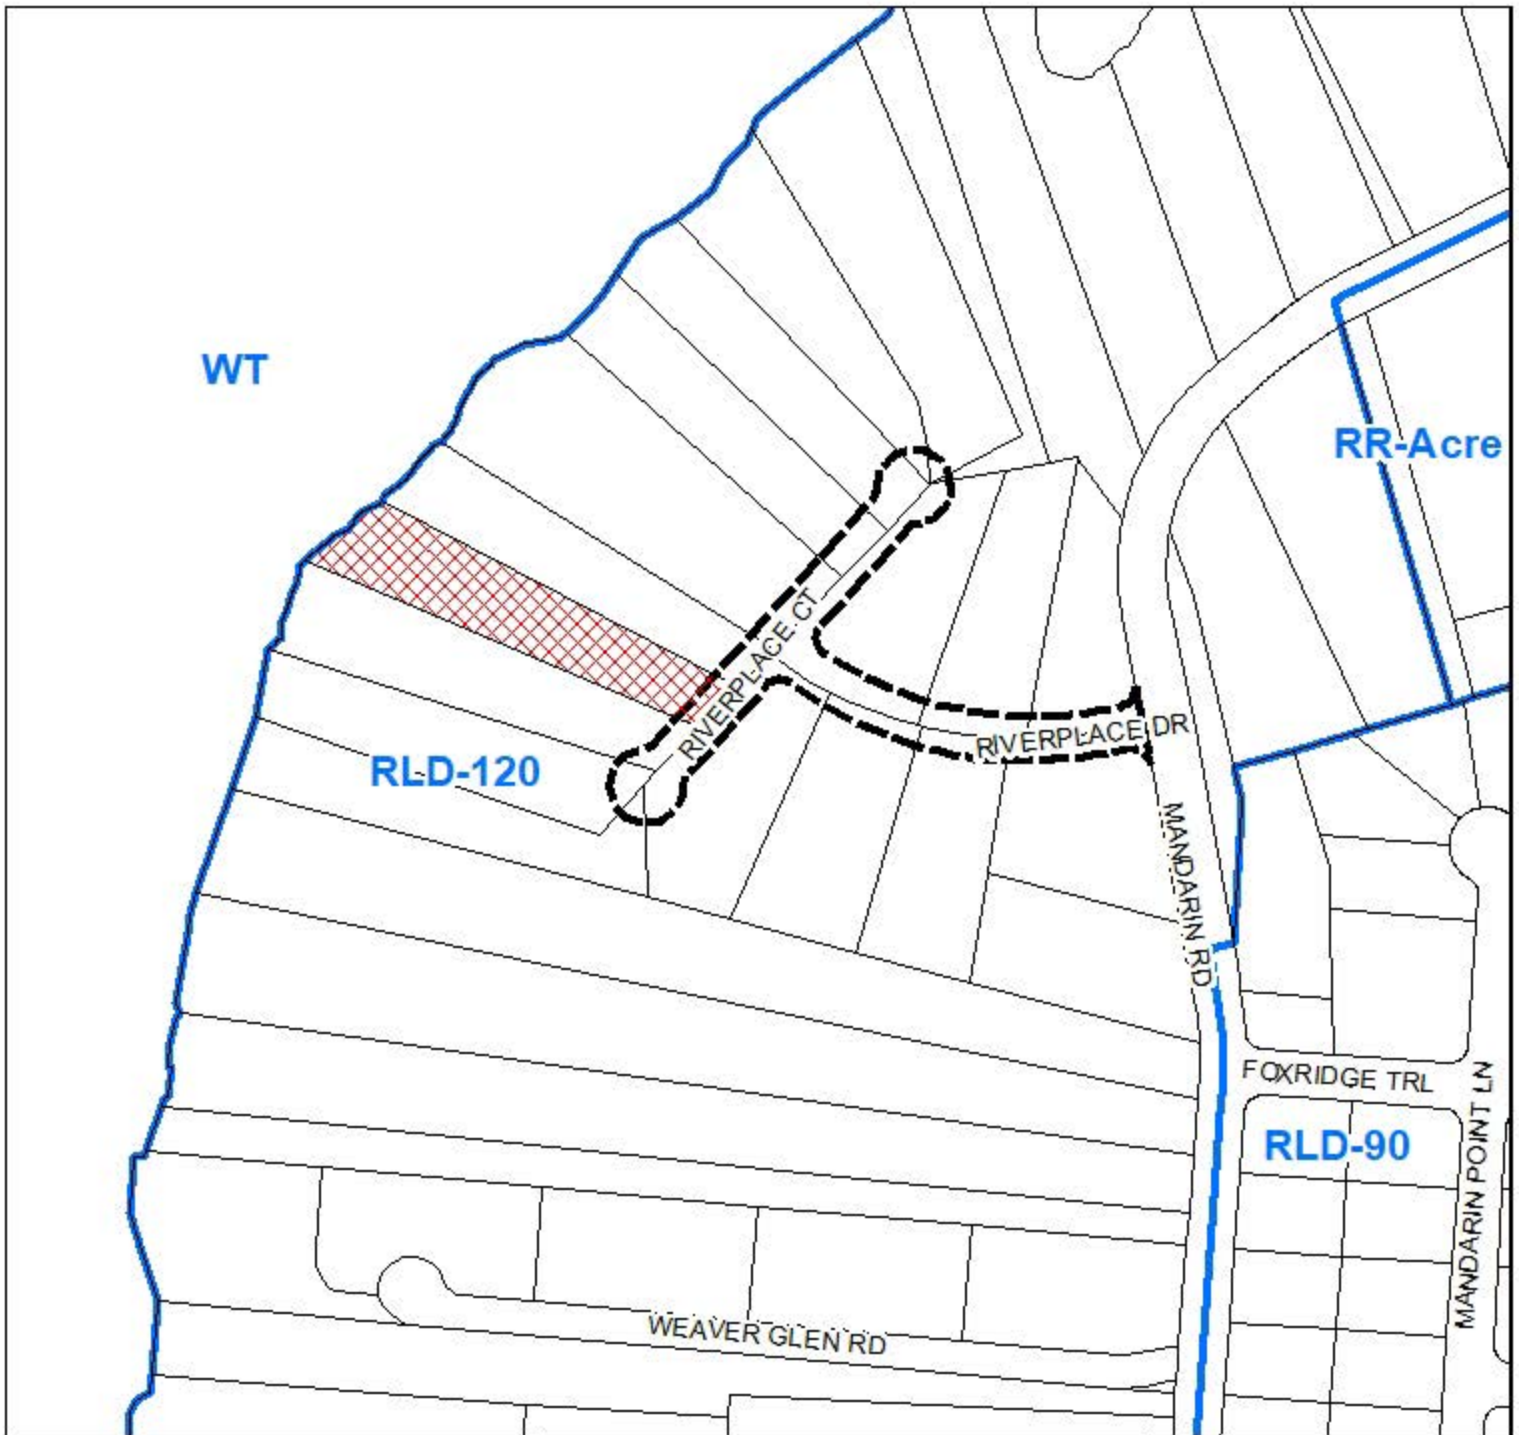 WT
RR-Acre
RIVERPLACE CT
RIVERPLACE DR
RLD-120
MANDARIN RD
FOXRIDGE TRL
RLD-90
MANDARIN POINT LN
WEAVER GLEN RD